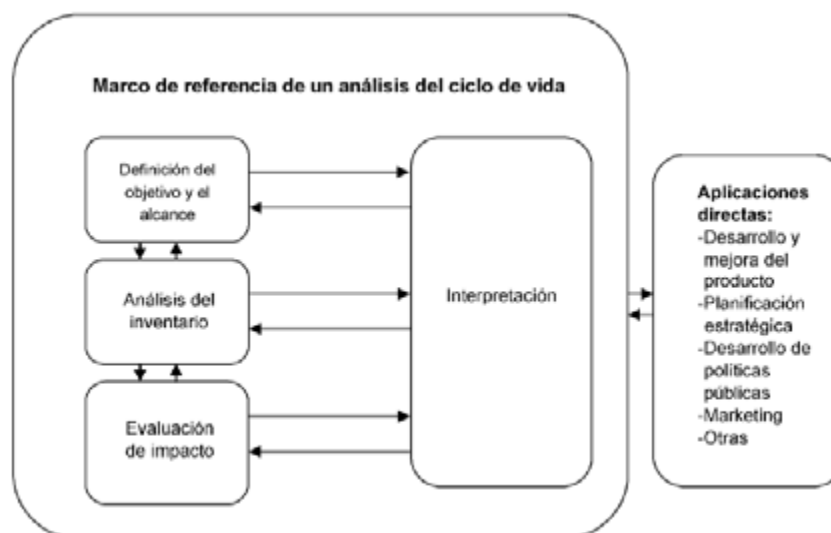 Marco de referencia de un análisis del ciclo de vida
Definición del
objetivo y el
alcance
Análisis del
inventario
Evaluación
de impacto
Interpretación
Aplicaciones
directas:
-Desarrollo y
mejora del
producto
-Planificación
estratégica
-Desarrollo de
políticas
públicas
-Marketing
-Otras